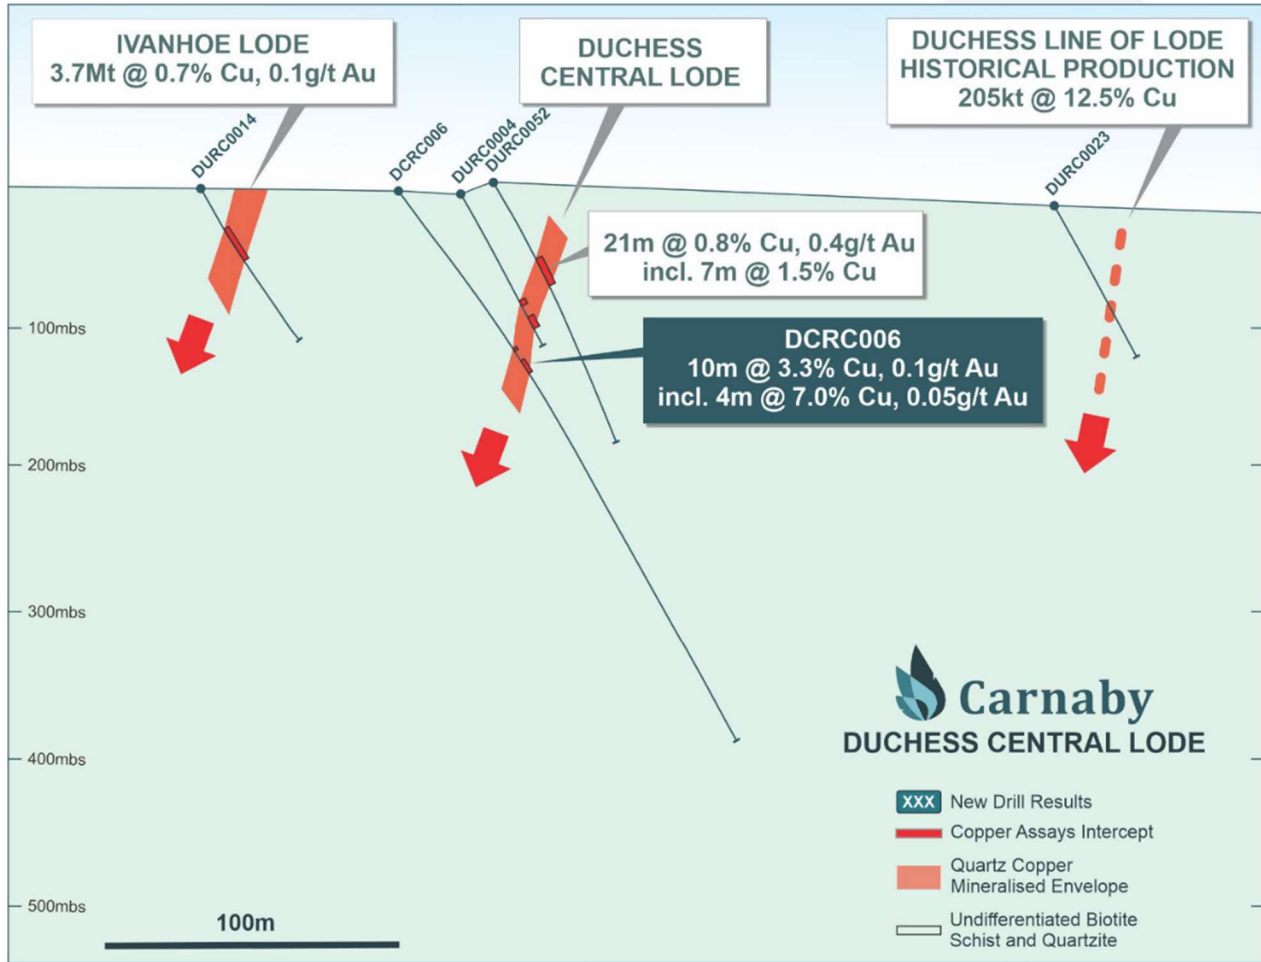 IVANHOE LODE
3.7Mt @ 0.7% Cu, 0.1g/t Au
DUCHESS
CENTRAL LODE
DUCHESS LINE OF LODE
HISTORICAL PRODUCTION
205kt @ 12.5% Cu
DURC0014
DCRC006
DURC0004
DURC0052
DURC0023
21m @ 0.8% Cu, 0.4g/t Au
incl. 7m @ 1.5% Cu
DCRC006
10m @ 3.3% Cu, 0.1g/t Au
incl. 4m @ 7.0% Cu, 0.05g/t Au
100mbs
200mbs
300mbs
400mbs
500mbs
100m
Carnaby
DUCHESS CENTRAL LODE
XXX New Drill Results
Copper Assays Intercept
Quartz Copper
Mineralised Envelope
Undifferentiated Biotite
Schist and Quartzite